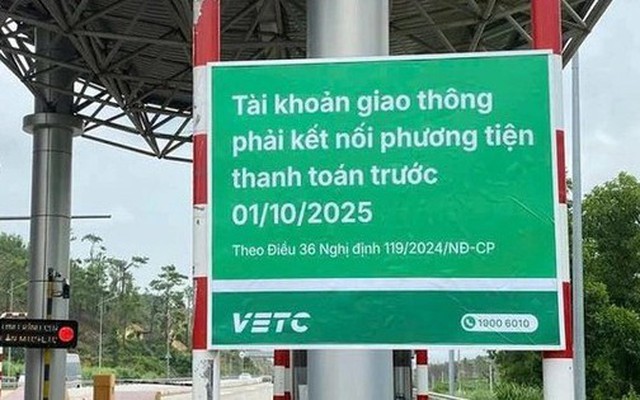 Tài khoản giao thông
phải kết nối phương tiện
thanh toán trước
01/10/2025
Theo Điều 36 Nghị định 119/2024/NĐ-CP
VETC
1900 6010